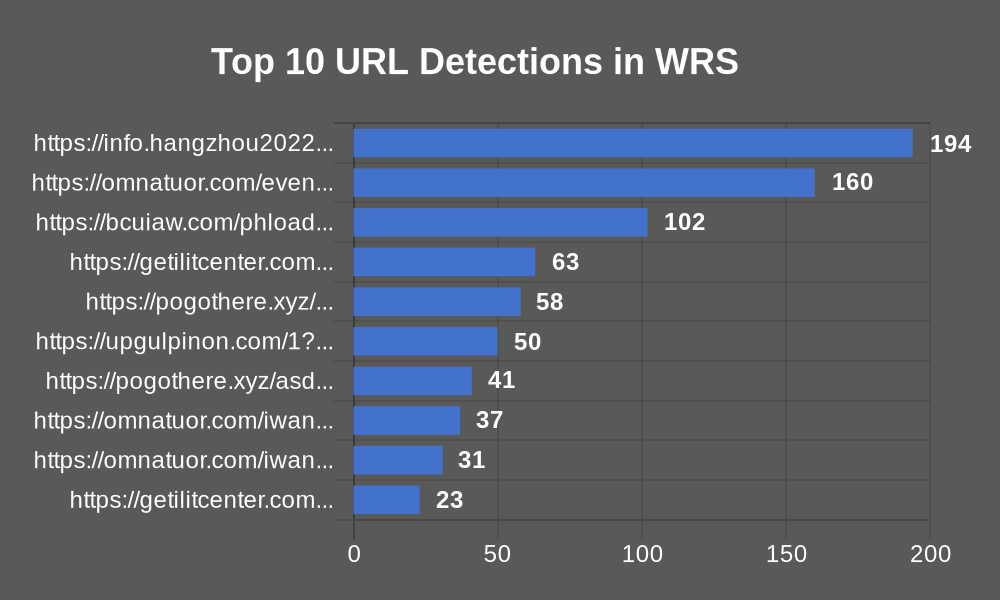 Top 10 URL Detections in WRS
https://info.hangzhou2022... 194
https://omnatuor.com/even... 160
https://bcuiaw.com/phload... 102
https://getilitcenter.com... 63
https://pogothere.xyz/... 58
https://upgulpinon.com/1?... 50
https://pogothere.xyz/asd... 41
https://omnatuor.com/iwan... 37
https://omnatuor.com/iwan... 31
https://getilitcenter.com... 23
0 50 100 150 200